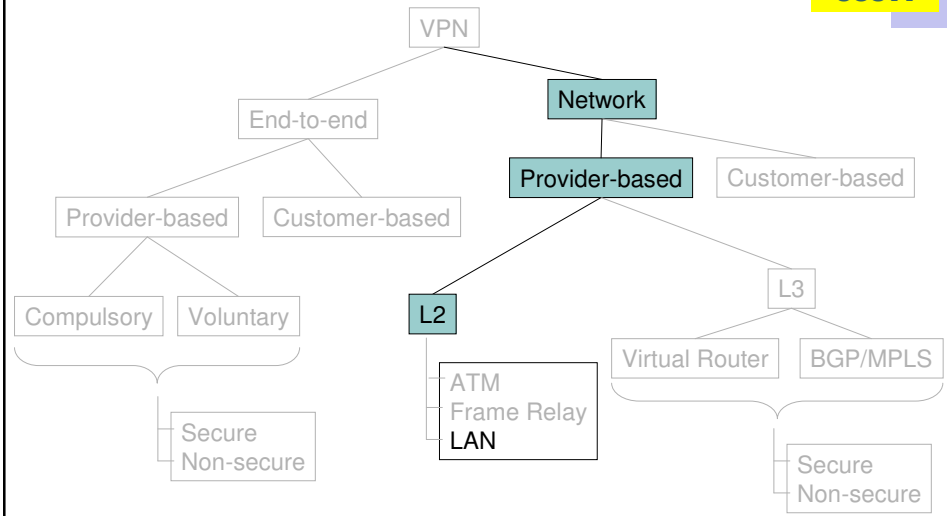 VPN
Network
End-to-end
Provider-based
Customer-based
Provider-based
Customer-based
L3
L2
Compulsory
Voluntary
Virtual Router
BGP/MPLS
ATM
Frame Relay
LAN
Secure
Non-secure
Secure
Non-secure